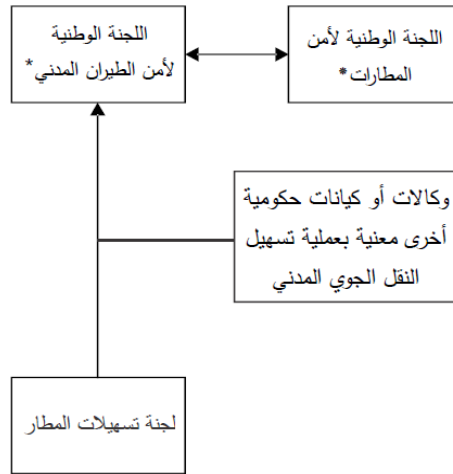 اللجنة الوطنية لأمن
المطارات*
اللجنة الوطنية
لأمن الطيران المدني*
وكالات أو كيانات حكومية
أخرى معنية بعملية تسهيل
النقل الجوي المدني
لجنة تسهيلات المطار